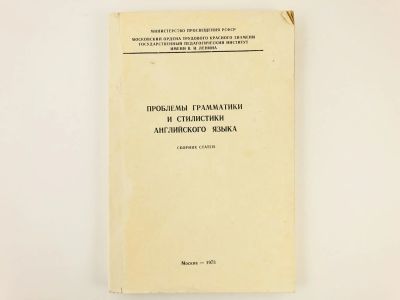 МИНИСТЕРСТВО ПРОСВЕЩЕНИЯ РСФСР
МОСКОВСКИЙ ОРДЕНА ТРУДОВОГО КРАСНОГО ЗНАМЕНИ
ГОСУДАРСТВЕННЫЙ ПЕДАГОГИЧЕСКИЙ ИНСТИТУТ
ИМЕНИ В. И. ЛЕНИНА
ПРОБЛЕМЫ ГРАММАТИКИ
И СТИЛИСТИКИ
АНГЛИЙСКОГО ЯЗЫКА
СБОРНИК СТАТЕЙ
Москва — 1973